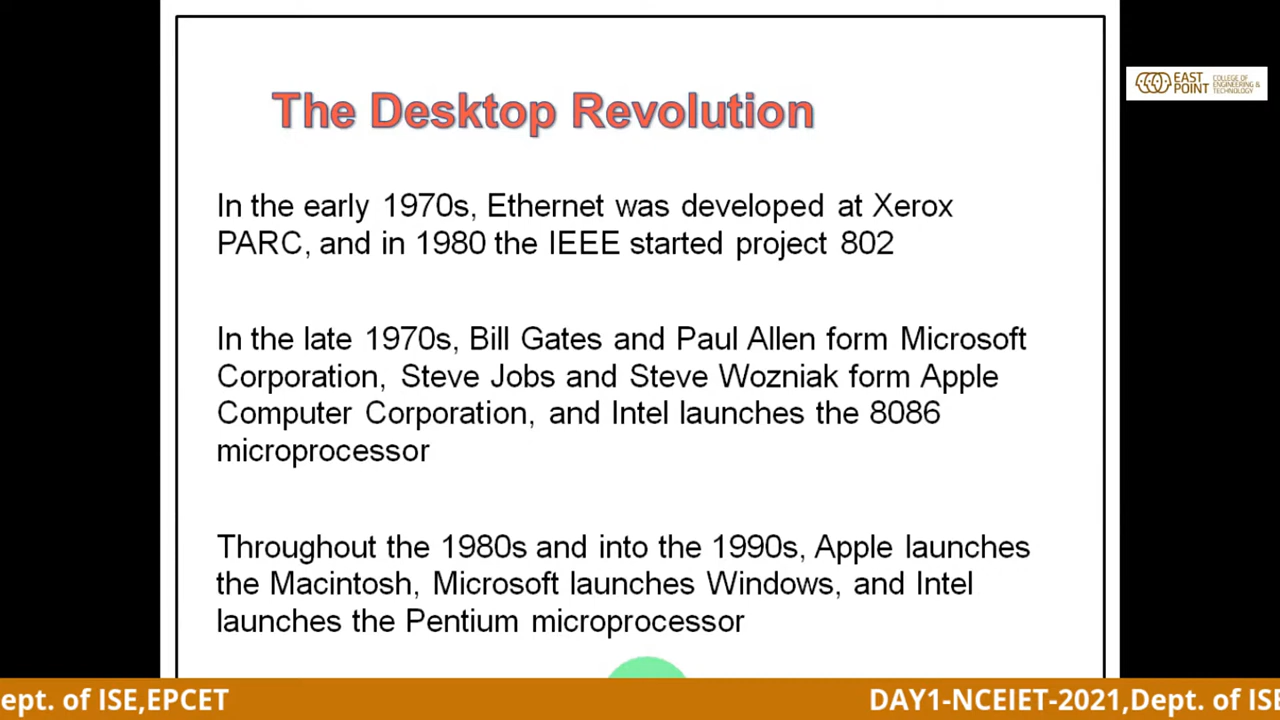 The Desktop Revolution
EAST POINT
COLLEGE OF
ENGINEERING &
TECHNOLOGY
In the early 1970s, Ethernet was developed at Xerox
PARC, and in 1980 the IEEE started project 802
In the late 1970s, Bill Gates and Paul Allen form Microsoft
Corporation, Steve Jobs and Steve Wozniak form Apple
Computer Corporation, and Intel launches the 8086
microprocessor
Throughout the 1980s and into the 1990s, Apple launches
the Macintosh, Microsoft launches Windows, and Intel
launches the Pentium microprocessor
ept. of ISE,EPCET DAY1-NCEIET-2021,Dept. of ISE